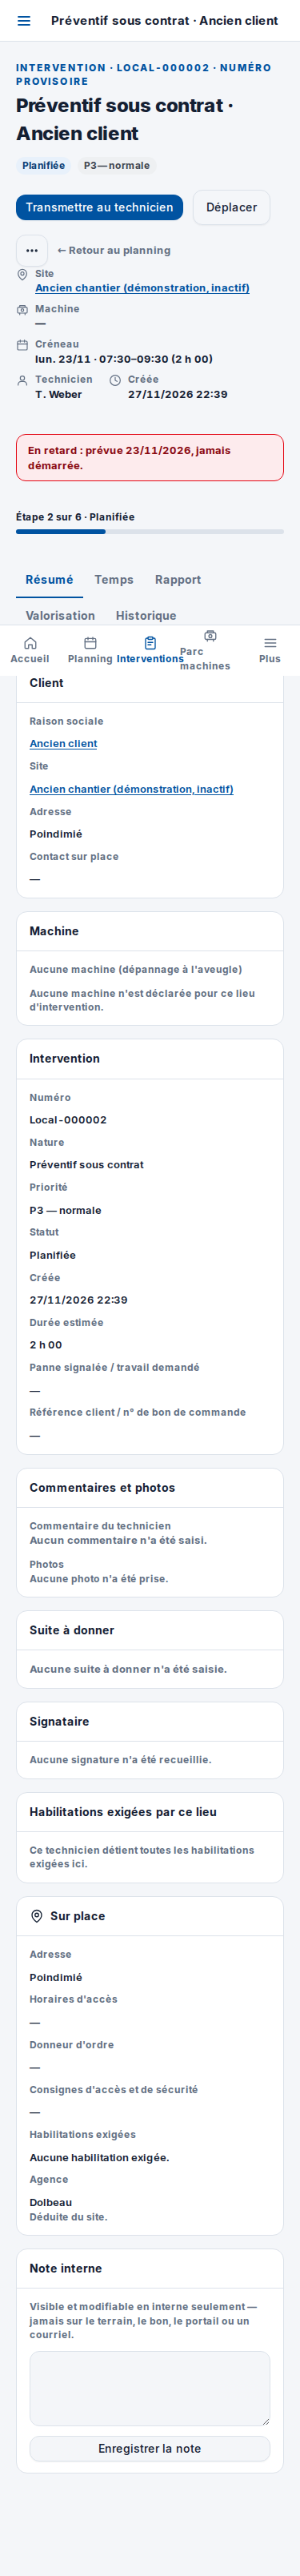 Préventif sous contrat · Ancien client
INTERVENTION · LOCAL-000002 · NUMÉRO
PROVISOIRE
Préventif sous contrat ·
Ancien client
Planifiée P3 — normale
Transmettre au technicien Déplacer
← Retour au planning
Site
Ancien chantier (démonstration, inactif)
Machine
—
Créneau
lun. 23/11 · 07:30–09:30 (2 h 00)
Technicien Créée
T. Weber 27/11/2026 22:39
En retard : prévue 23/11/2026, jamais
démarrée.
Étape 2 sur 6 · Planifiée
Résumé Temps Rapport
Valorisation Historique
Accueil Planning Interventions Parc machines Plus
Client
Raison sociale
Ancien client
Site
Ancien chantier (démonstration, inactif)
Adresse
Poindimié
Contact sur place
—
Machine
Aucune machine (dépannage à l'aveugle)
Aucune machine n'est déclarée pour ce lieu
d'intervention.
Intervention
Numéro
Local-000002
Nature
Préventif sous contrat
Priorité
P3 — normale
Statut
Planifiée
Créée
27/11/2026 22:39
Durée estimée
2 h 00
Panne signalée / travail demandé
—
Référence client / n° de bon de commande
—
Commentaires et photos
Commentaire du technicien
Aucun commentaire n'a été saisi.
Photos
Aucune photo n'a été prise.
Suite à donner
Aucune suite à donner n'a été saisie.
Signataire
Aucune signature n'a été recueillie.
Habilitations exigées par ce lieu
Ce technicien détient toutes les habilitations
exigées ici.
Sur place
Adresse
Poindimié
Horaires d'accès
—
Donneur d'ordre
—
Consignes d'accès et de sécurité
—
Habilitations exigées
Aucune habilitation exigée.
Agence
Dolbeau
Déduite du site.
Note interne
Visible et modifiable en interne seulement —
jamais sur le terrain, le bon, le portail ou un
courriel.
Enregistrer la note